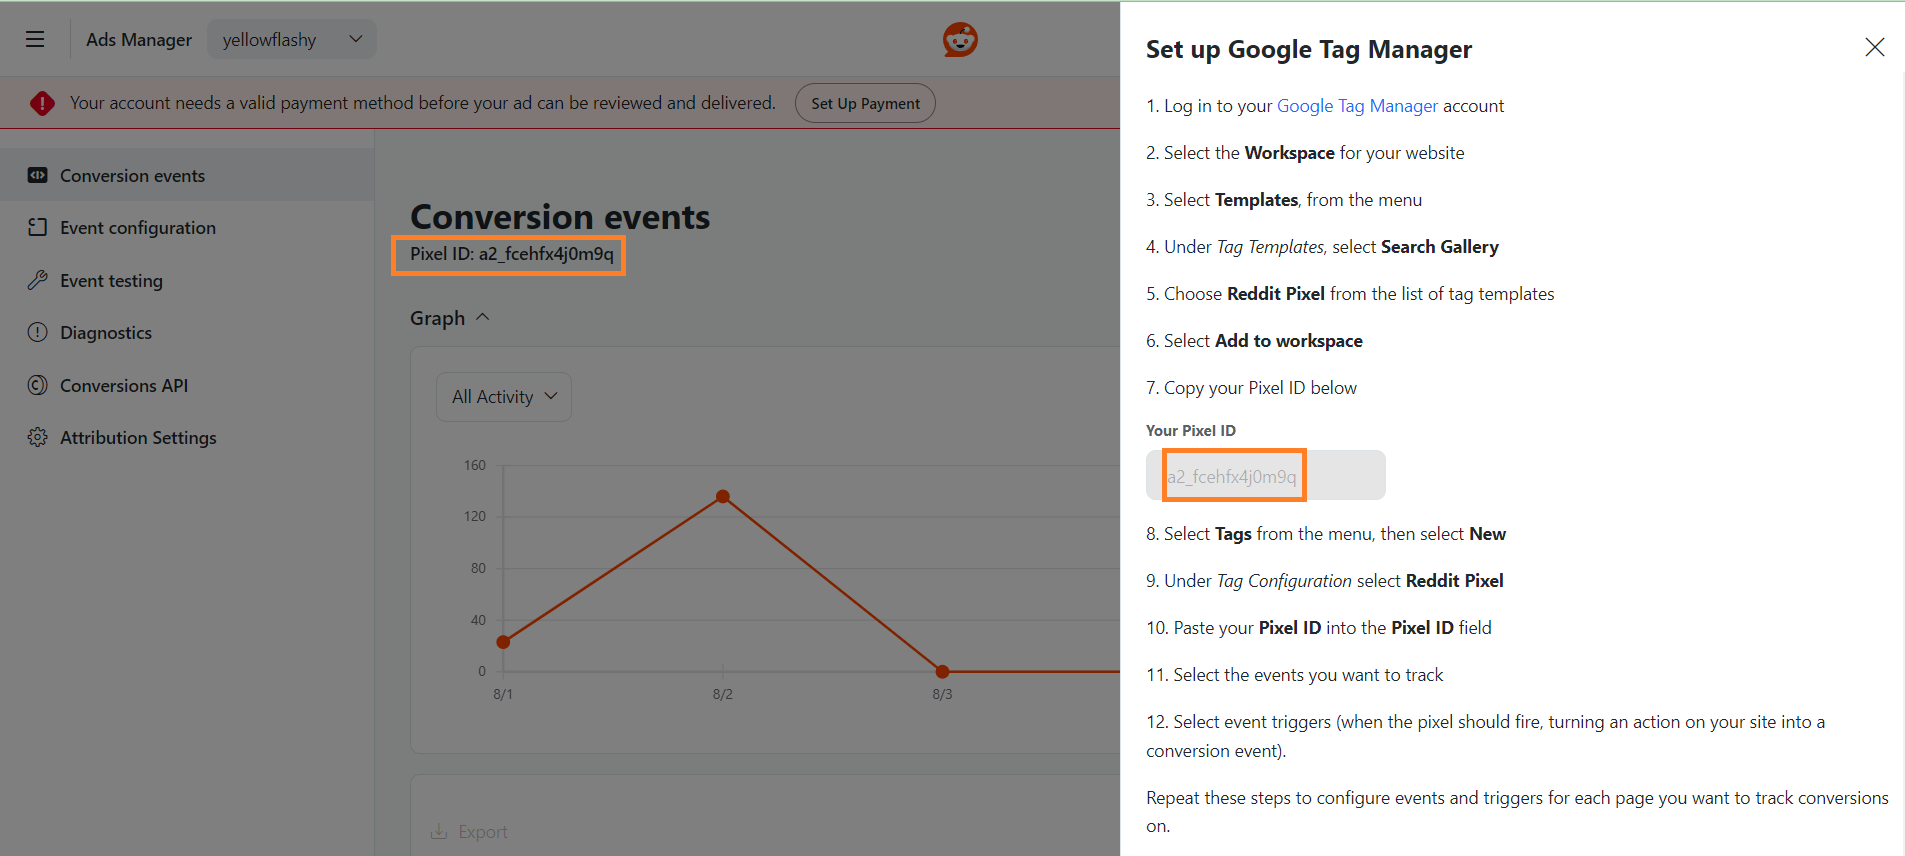 Ads Manager
yellowflashy
Your account needs a valid payment method before your ad can be reviewed and delivered.
Set Up Payment
Conversion events
Event configuration
Event testing
Diagnostics
Conversions API
Attribution Settings
Conversion events
Pixel ID: a2_fcehfx4j0m9q
Graph
All Activity
160
120
80
40
0
8/1
8/2
8/3
Export
Set up Google Tag Manager
1. Log in to your Google Tag Manager account
2. Select the Workspace for your website
3. Select Templates, from the menu
4. Under Tag Templates, select Search Gallery
5. Choose Reddit Pixel from the list of tag templates
6. Select Add to workspace
7. Copy your Pixel ID below
Your Pixel ID
a2_fcehfx4j0m9q
8. Select Tags from the menu, then select New
9. Under Tag Configuration select Reddit Pixel
10. Paste your Pixel ID into the Pixel ID field
11. Select the events you want to track
12. Select event triggers (when the pixel should fire, turning an action on your site into a
conversion event).
Repeat these steps to configure events and triggers for each page you want to track conversions
on.